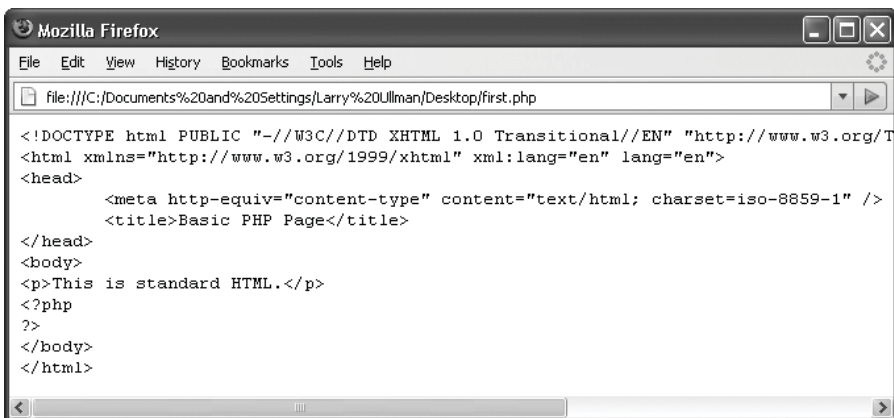 Mozilla Firefox
File Edit View History Bookmarks Tools Help
file:///C:/Documents%20and%20Settings/Larry%20Ullman/Desktop/first.php
<!DOCTYPE html PUBLIC "-//W3C//DTD XHTML 1.0 Transitional//EN" "http://www.w3.org/T
<html xmlns="http://www.w3.org/1999/xhtml" xml:lang="en" lang="en">
<head>
<meta http-equiv="content-type" content="text/html; charset=iso-8859-1" />
<title>Basic PHP Page</title>
</head>
<body>
<p>This is standard HTML.</p>
<?php
?>
</body>
</html>